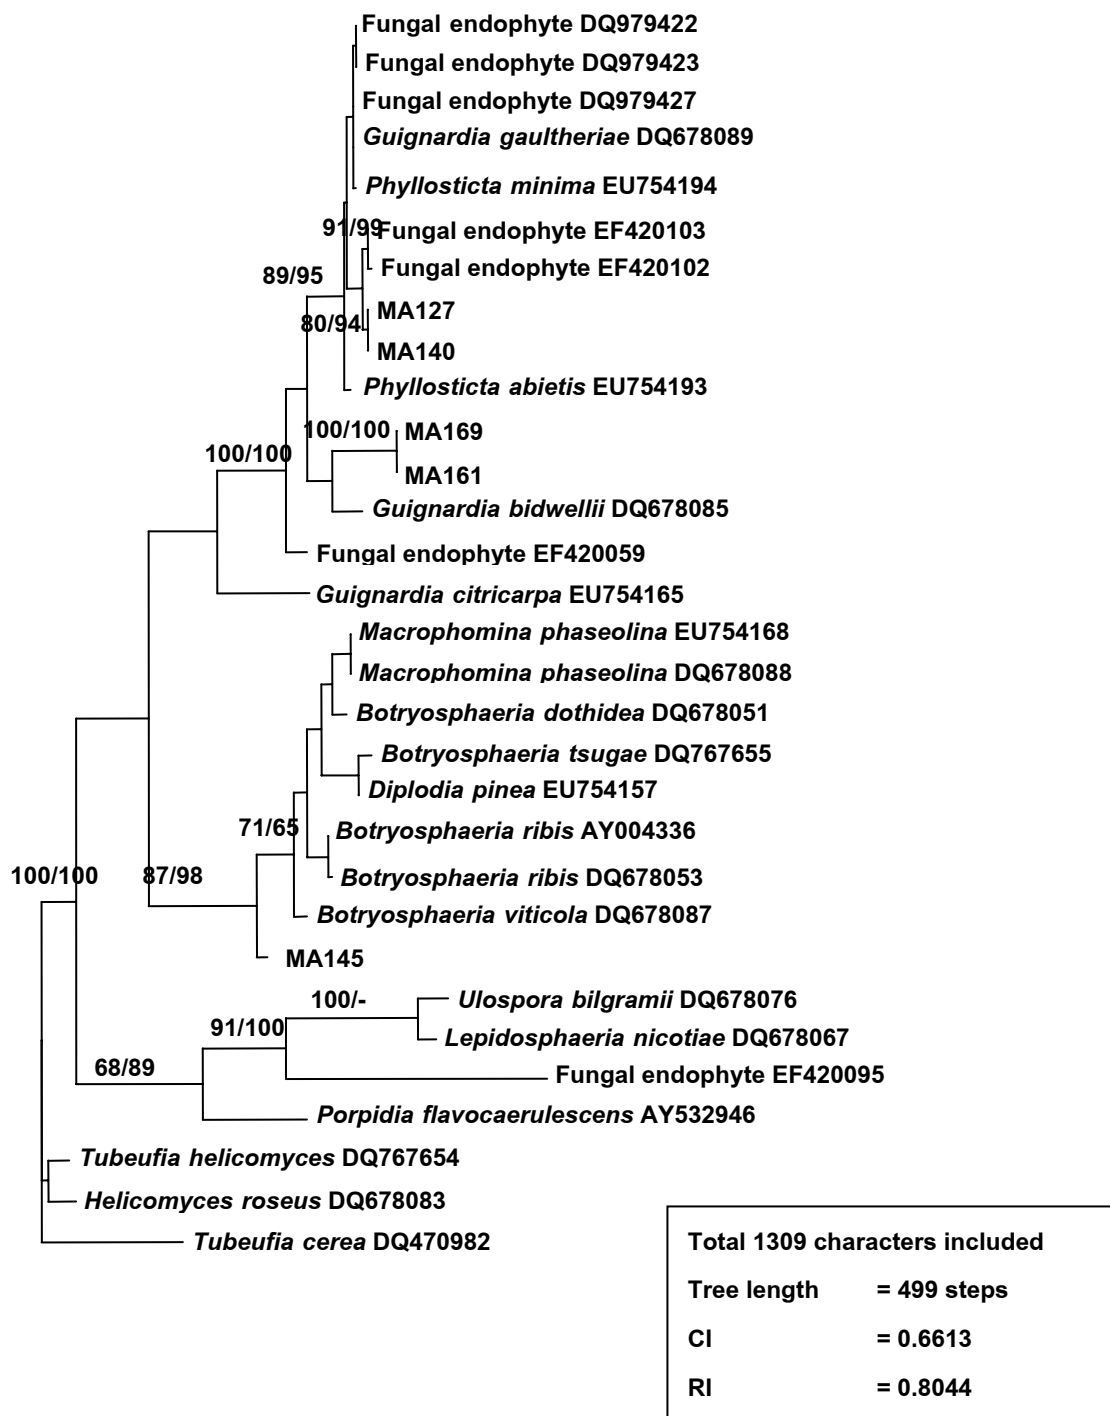 Fungal endophyte DQ979422
Fungal endophyte DQ979423
Fungal endophyte DQ979427
Guignardia gaultheriae DQ678089
Phyllosticta minima EU754194
91/99
Fungal endophyte EF420103
Fungal endophyte EF420102
89/95
MA127
80/94
MA140
Phyllosticta abietis EU754193
100/100
MA169
100/100
MA161
Guignardia bidwellii DQ678085
Fungal endophyte EF420059
Guignardia citricarpa EU754165
Macrophomina phaseolina EU754168
Macrophomina phaseolina DQ678088
Botryosphaeria dothidea DQ678051
Botryosphaeria tsugae DQ767655
Diplodia pinea EU754157
71/65
Botryosphaeria ribis AY004336
100/100
87/98
Botryosphaeria ribis DQ678053
Botryosphaeria viticola DQ678087
MA145
100/-
Ulospora bilgramii DQ678076
91/100
Lepidosphaeria nicotiae DQ678067
68/89
Fungal endophyte EF420095
Porpidia flavocaerulescens AY532946
Tubeufia helicomyces DQ767654
Helicomyces roseus DQ678083
Tubeufia cerea DQ470982
Total 1309 characters included
Tree length = 499 steps
CI = 0.6613
RI = 0.8044